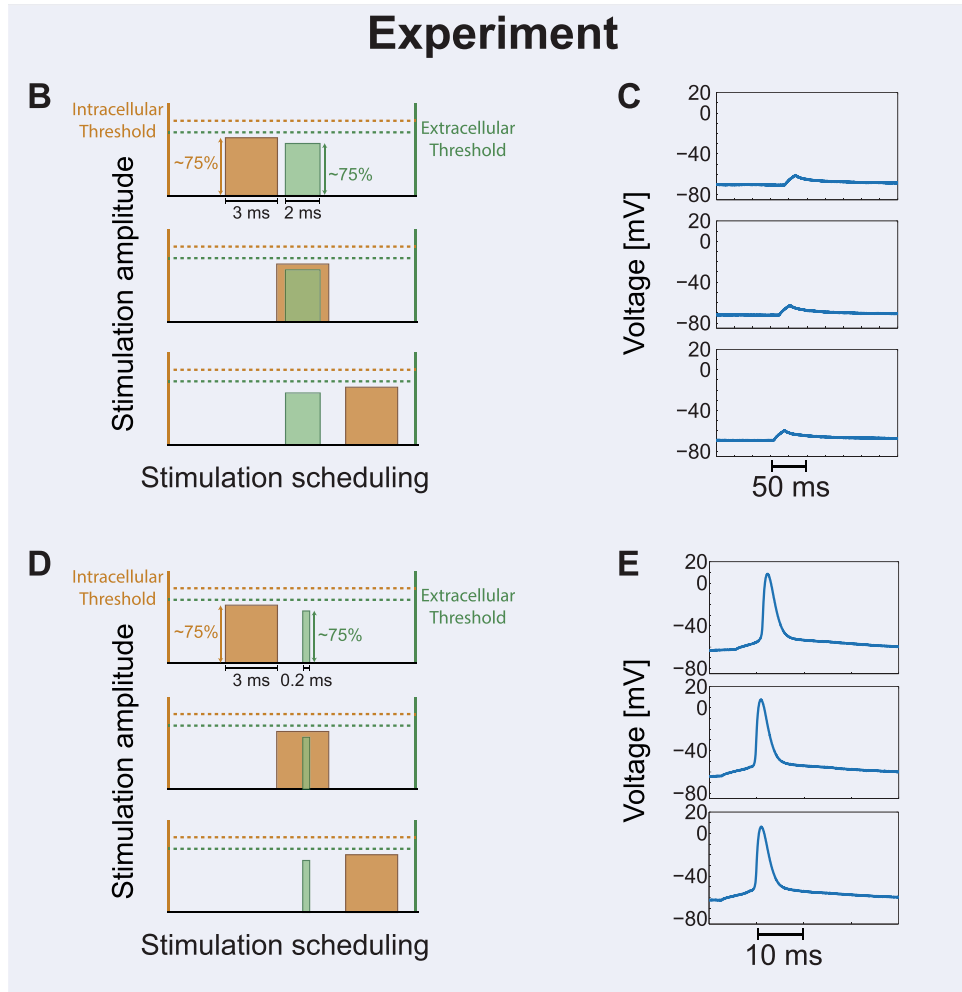 Experiment
B
Intracellular
Threshold
Extracellular
Threshold
~75%
~75%
3 ms
2 ms
Stimulation amplitude
Stimulation scheduling
C
Voltage [mV]
20
0
−40
−80
20
0
−40
−80
20
0
−40
−80
50 ms
D
Intracellular
Threshold
Extracellular
Threshold
~75%
~75%
3 ms
0.2 ms
Stimulation amplitude
Stimulation scheduling
E
Voltage [mV]
20
0
−40
−80
20
0
−40
−80
20
0
−40
−80
10 ms